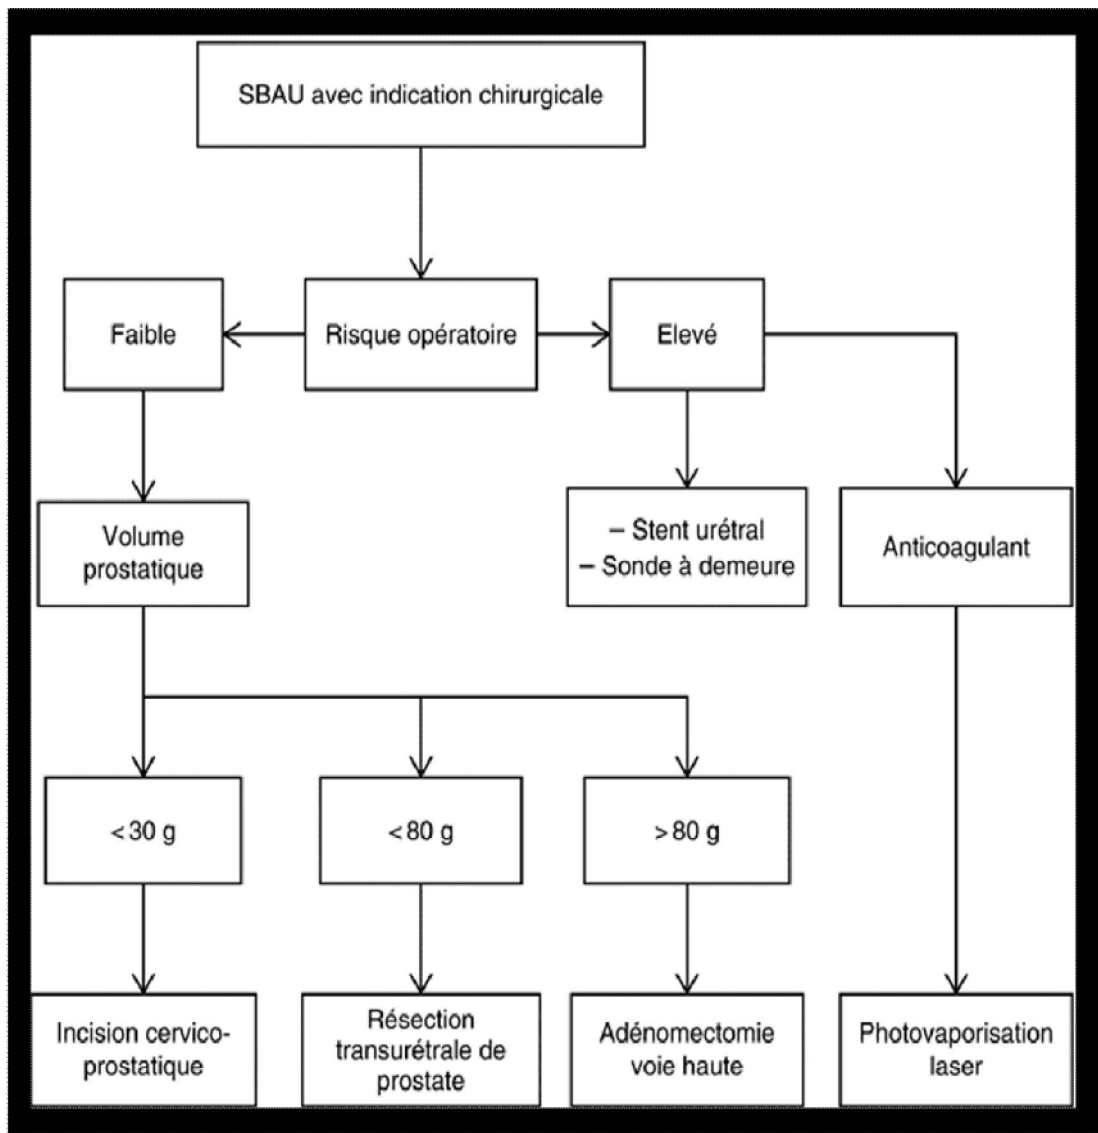 SBAU avec indication chirurgicale
Faible
Risque opératoire
Elevé
Volume
prostatique
– Stent urétral
– Sonde à demeure
Anticoagulant
< 30 g
< 80 g
> 80 g
Incision cervico-
prostatique
Résection
transurétrale de
prostate
Adénomectomie
voie haute
Photovaporisation
laser